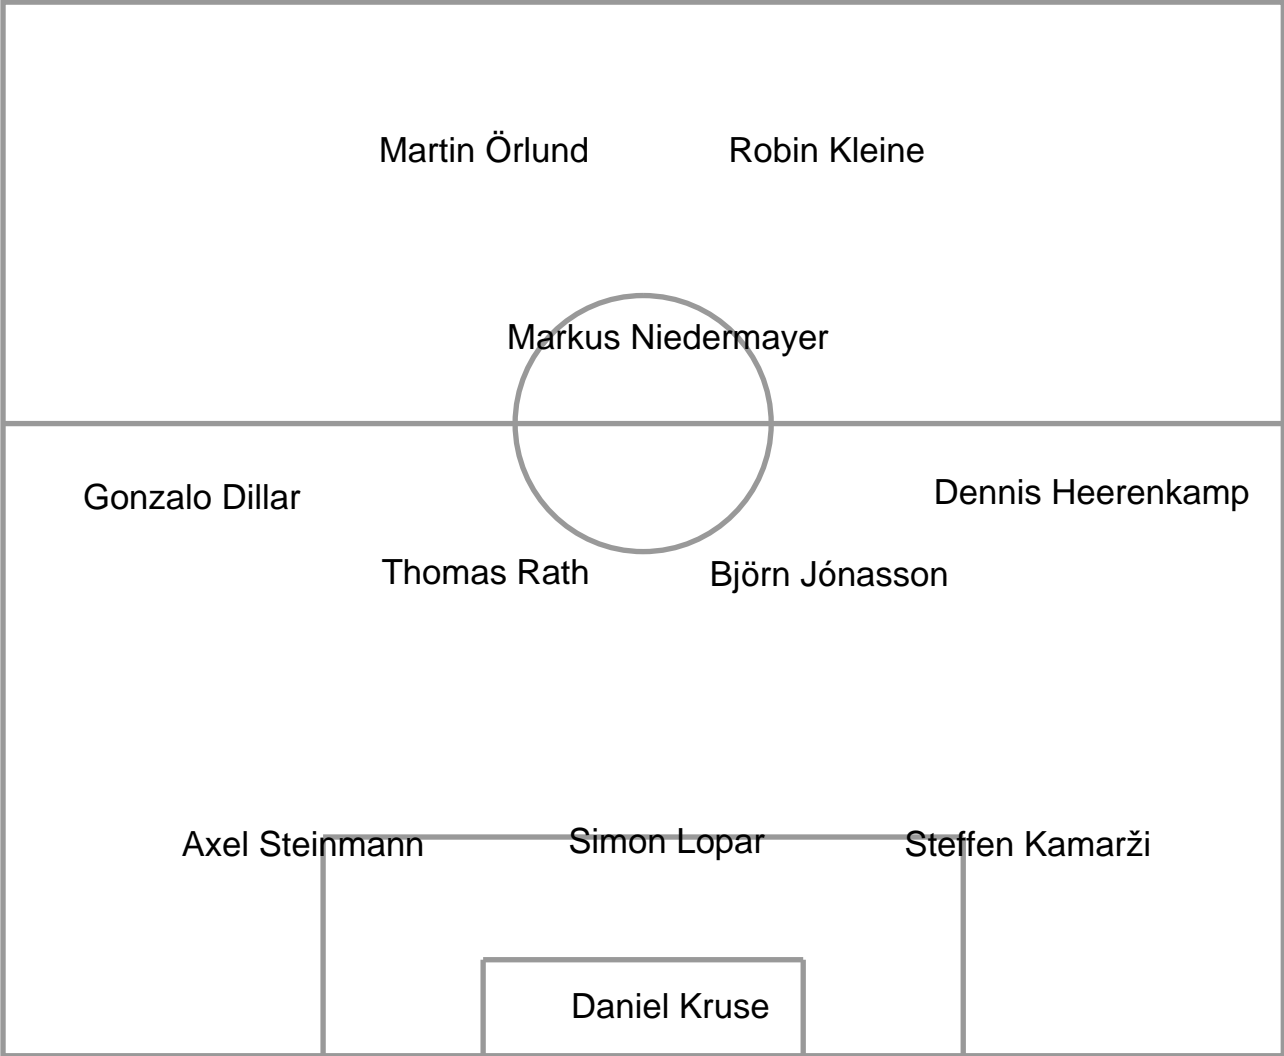 Martin Örlund
Robin Kleine
Markus Niedermayer
Gonzalo Dillar
Dennis Heerenkamp
Thomas Rath
Björn Jónasson
Axel Steinmann
Simon Lopar
Steffen Kamarži
Daniel Kruse